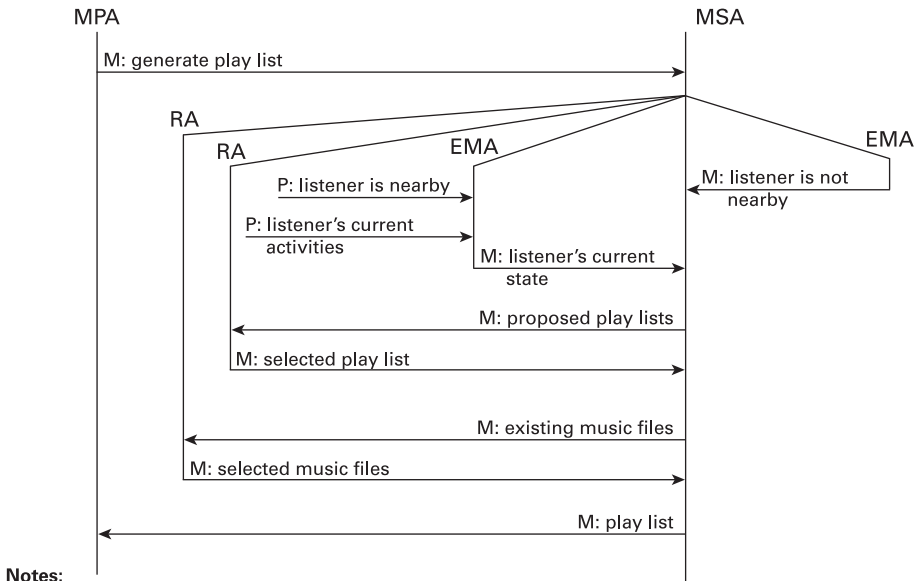 MPA
MSA
M: generate play list
RA
RA
EMA
EMA
P: listener is nearby
M: listener is not
nearby
P: listener's current
activities
M: listener's current
state
M: proposed play lists
M: selected play list
M: existing music files
M: selected music files
M: play list
Notes: